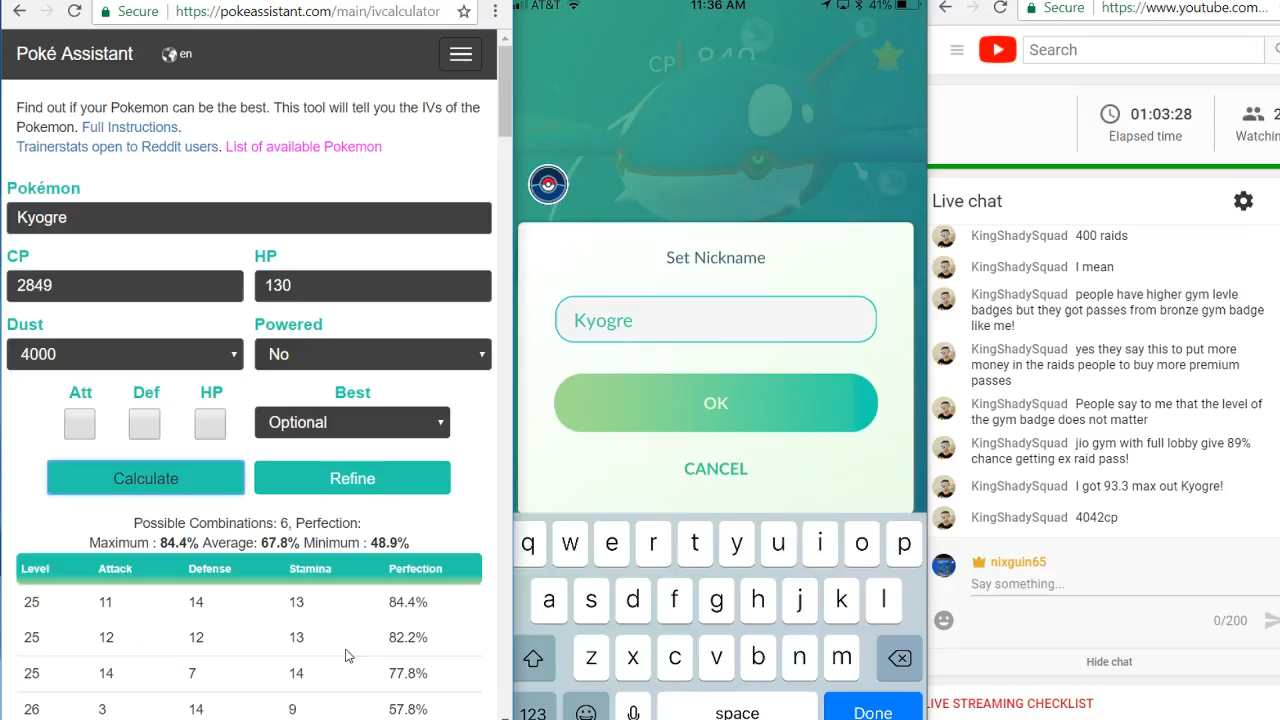 Secure
https://pokeassistant.com/main/ivcalculator
Poké Assistant
en
Find out if your Pokemon can be the best. This tool will tell you the IVs of the
Pokemon. Full Instructions.
Trainerstats open to Reddit users. List of available Pokemon
Pokémon
Kyogre
CP
HP
2849
130
Dust
Powered
4000
No
Att
Def
HP
Best
Optional
Calculate
Refine
Possible Combinations: 6, Perfection:
Maximum : 84.4% Average: 67.8% Minimum : 48.9%
Level Attack Defense Stamina Perfection
25 11 14 13 84.4%
25 12 12 13 82.2%
25 14 7 14 77.8%
26 3 14 9 57.8%
AT&T
11:36 AM
41%
CP
Set Nickname
Kyogre
OK
CANCEL
q w e r t y u i o p
a s d f g h j k l
z x c v b n m
123
space
Done
Secure
https://www.youtube.com...
Search
01:03:28
Elapsed time
2
Watchin
Live chat
KingShadySquad 400 raids
KingShadySquad I mean
KingShadySquad people have higher gym levle
badges but they got passes from bronze gym badge
like me!
KingShadySquad yes they say this to put more
money in the raids people to buy more premium
passes
KingShadySquad People say to me that the level of
the gym badge does not matter
KingShadySquad jio gym with full lobby give 89%
chance getting ex raid pass!
KingShadySquad I got 93.3 max out Kyogre!
KingShadySquad 4042cp
nixguin65
Say something...
0/200
Hide chat
LIVE STREAMING CHECKLIST